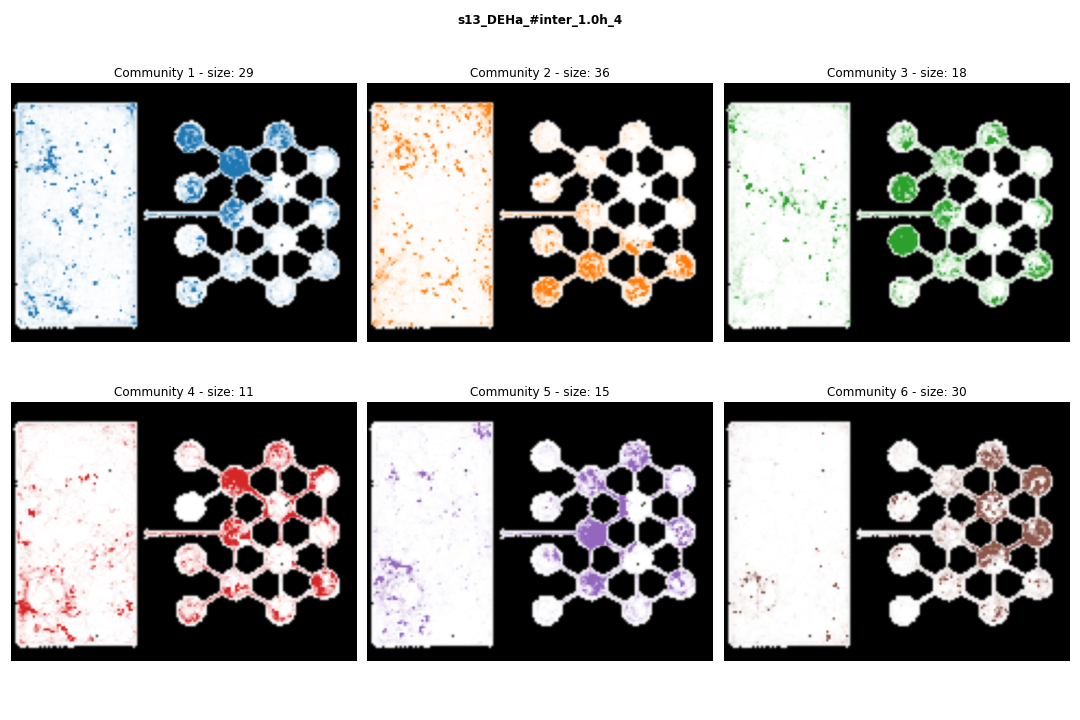 s13_DEHa_#inter_1.0h_4
Community 1 - size: 29
Community 2 - size: 36
Community 3 - size: 18
Community 4 - size: 11
Community 5 - size: 15
Community 6 - size: 30